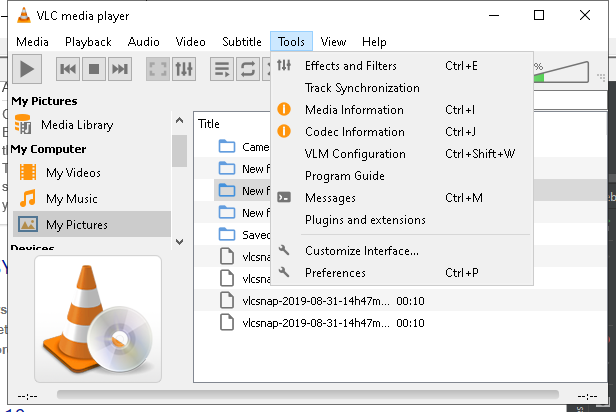 VLC media player
Media Playback Audio Video Subtitle Tools View Help
Effects and Filters Ctrl+E
Track Synchronization
Media Information Ctrl+I
Codec Information Ctrl+J
VLM Configuration Ctrl+Shift+W
Program Guide
Messages Ctrl+M
Plugins and extensions
Customize Interface...
Preferences Ctrl+P
%
My Pictures
Media Library
My Computer
My Videos
My Music
My Pictures
Devices
Title
Came
New f
New f
New f
Saved
vlcsna
vlcsna
vlcsnap-2019-08-31-14h47m... 00:10
vlcsnap-2019-08-31-14h47m... 00:10
--:-- --:--